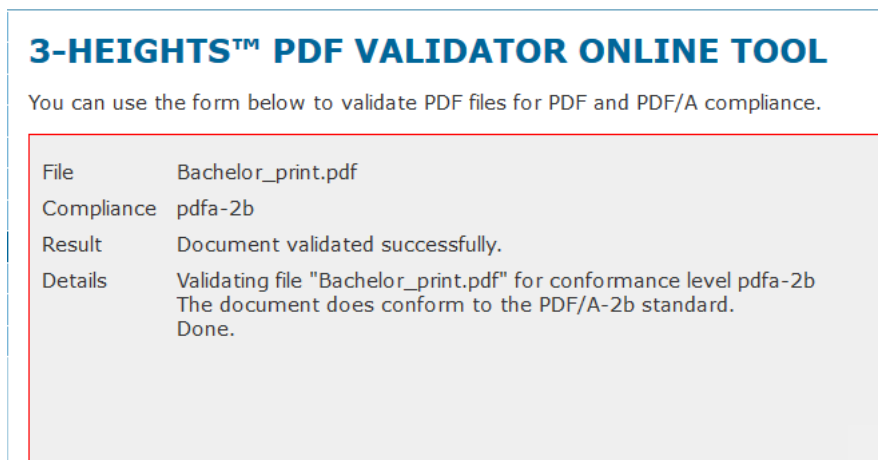 3-HEIGHTS™ PDF VALIDATOR ONLINE TOOL
You can use the form below to validate PDF files for PDF and PDF/A compliance.
File Bachelor_print.pdf
Compliance pdfa-2b
Result Document validated successfully.
Details Validating file "Bachelor_print.pdf" for conformance level pdfa-2b
The document does conform to the PDF/A-2b standard.
Done.